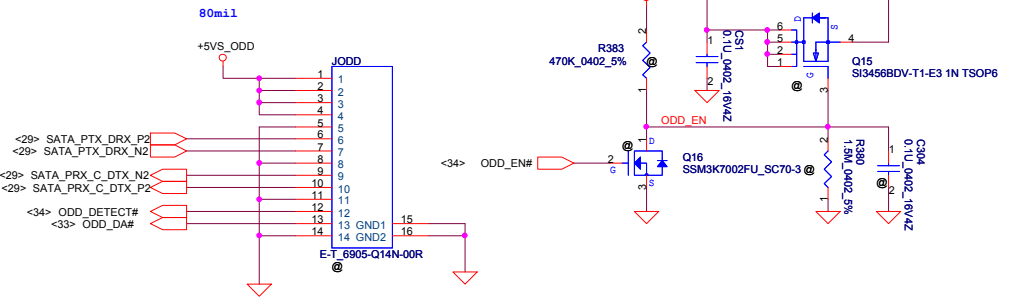 80mil
+5VS_ODD
JODD
1 1
2 2
3 3
4 4
5 5
<29> SATA_PTX_DRX_P2 6 6
<29> SATA_PTX_DRX_N2 7 7
8 8
<29> SATA_PRX_C_DTX_N2 9 9
<29> SATA_PRX_C_DTX_P2 10 10
11 11
<34> ODD_DETECT# 12 12
<33> ODD_DA# 13 13 GND1 15
14 14 GND2 16
E-T_6905-Q14N-00R
@
2
R383
470K_0402_5%
@
1
1
CS1
0.1U_0402_16V4Z
2
@
D
S
6
5
2
1
4
G
3
Q15
SI3456BDV-T1-E3 1N TSOP6
@
ODD_EN
<34> ODD_EN# 2
@
1
D
G
S
3
Q16
SSM3K7002FU_SC70-3
2
R380
1.5M_0402_5%
@
1
1
C304
0.1U_0402_16V4Z
@
2